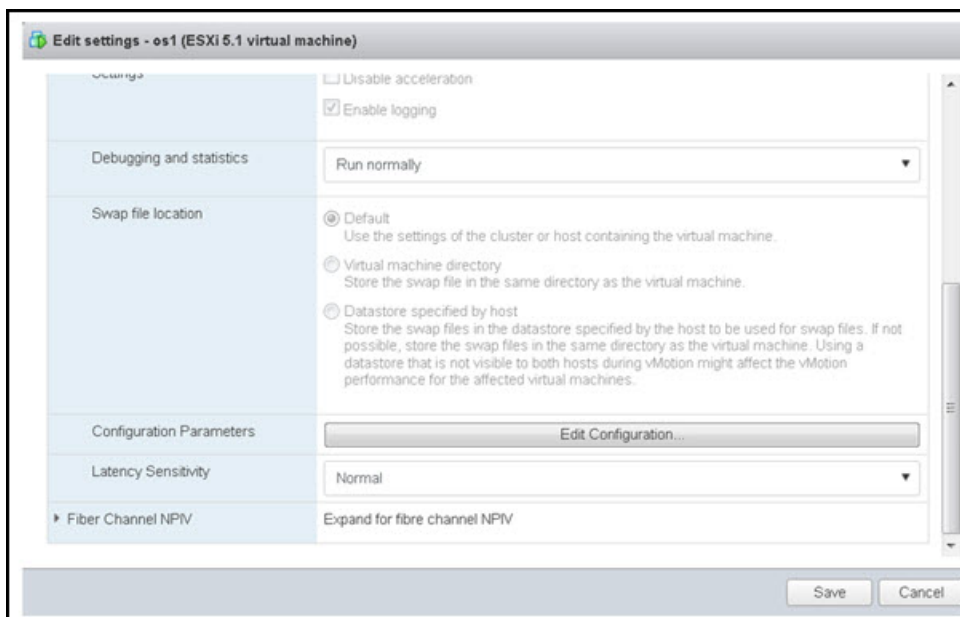 Edit settings - os1 (ESXi 5.1 virtual machine)
Settings
Disable acceleration
Enable logging
Debugging and statistics
Run normally
Swap file location
Default
Use the settings of the cluster or host containing the virtual machine.
Virtual machine directory
Store the swap file in the same directory as the virtual machine.
Datastore specified by host
Store the swap files in the datastore specified by the host to be used for swap files. If not
possible, store the swap files in the same directory as the virtual machine. Using a
datastore that is not visible to both hosts during vMotion might affect the vMotion
performance for the affected virtual machines.
Configuration Parameters
Edit Configuration...
Latency Sensitivity
Normal
Fiber Channel NPIV
Expand for fibre channel NPIV
Save
Cancel